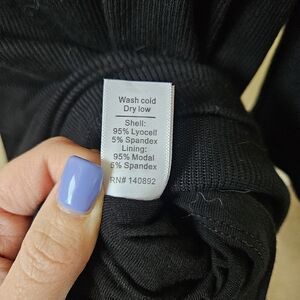 Wash cold
Dry low
Shell:
95% Lyocell
5% Spandex
Lining:
95% Modal
5% Spandex
RN# 140892